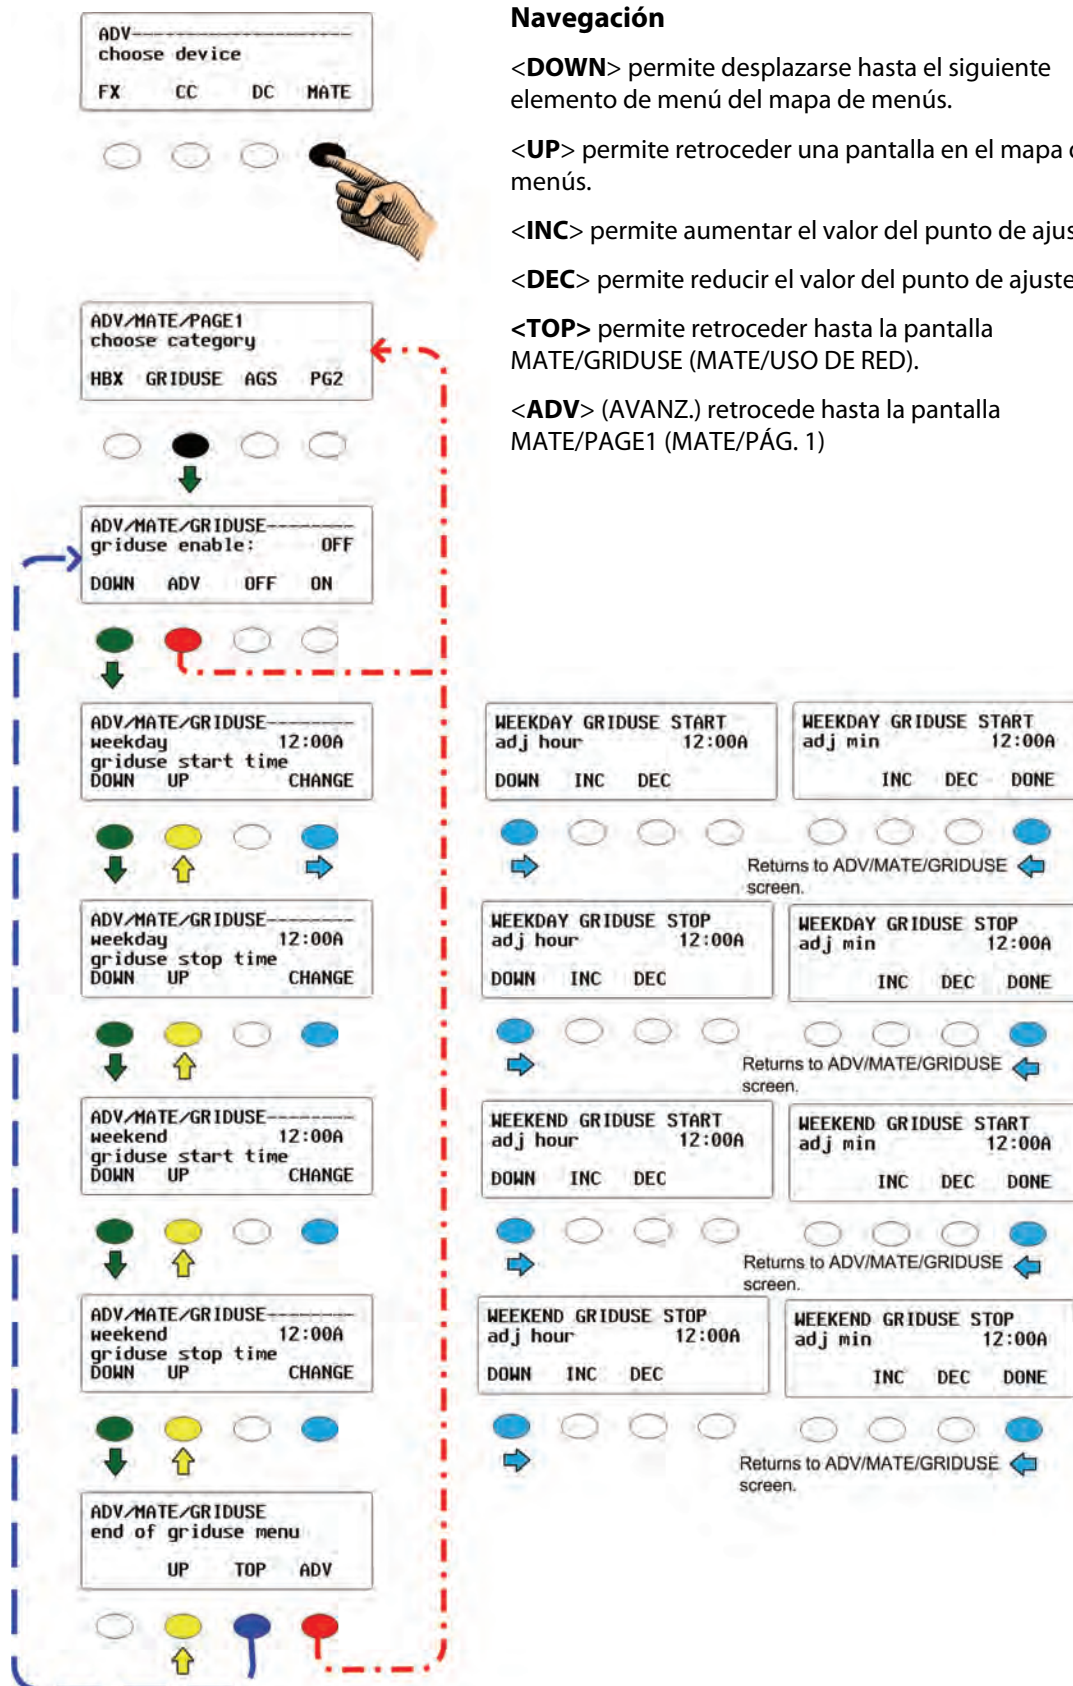 ADV----------------------
choose device
FX CC DC MATE
Navegación
<DOWN> permite desplazarse hasta el siguiente
elemento de menú del mapa de menús.
<UP> permite retroceder una pantalla en el mapa
menús.
<INC> permite aumentar el valor del punto de ajus
<DEC> permite reducir el valor del punto de ajuste
<TOP> permite retroceder hasta la pantalla
MATE/GRIDUSE (MATE/USO DE RED).
<ADV> (AVANZ.) retrocede hasta la pantalla
MATE/PAGE1 (MATE/PÁG. 1)
ADV/MATE/PAGE1
choose category
HBX GRIDUSE AGS PG2
ADV/MATE/GRIDUSE--------
griduse enable: OFF
DOWN ADV OFF ON
ADV/MATE/GRIDUSE--------
weekday 12:00A
griduse start time
DOWN UP CHANGE
WEEKDAY GRIDUSE START
adj hour 12:00A
DOWN INC DEC
WEEKDAY GRIDUSE START
adj min 12:00A
INC DEC DONE
Returns to ADV/MATE/GRIDUSE
screen.
ADV/MATE/GRIDUSE--------
weekday 12:00A
griduse stop time
DOWN UP CHANGE
WEEKDAY GRIDUSE STOP
adj hour 12:00A
DOWN INC DEC
WEEKDAY GRIDUSE STOP
adj min 12:00A
INC DEC DONE
Returns to ADV/MATE/GRIDUSE
screen.
ADV/MATE/GRIDUSE--------
weekend 12:00A
griduse start time
DOWN UP CHANGE
WEEKEND GRIDUSE START
adj hour 12:00A
DOWN INC DEC
WEEKEND GRIDUSE START
adj min 12:00A
INC DEC DONE
Returns to ADV/MATE/GRIDUSE
screen.
ADV/MATE/GRIDUSE--------
weekend 12:00A
griduse stop time
DOWN UP CHANGE
WEEKEND GRIDUSE STOP
adj hour 12:00A
DOWN INC DEC
WEEKEND GRIDUSE STOP
adj min 12:00A
INC DEC DONE
Returns to ADV/MATE/GRIDUSE
screen.
ADV/MATE/GRIDUSE
end of griduse menu
UP TOP ADV